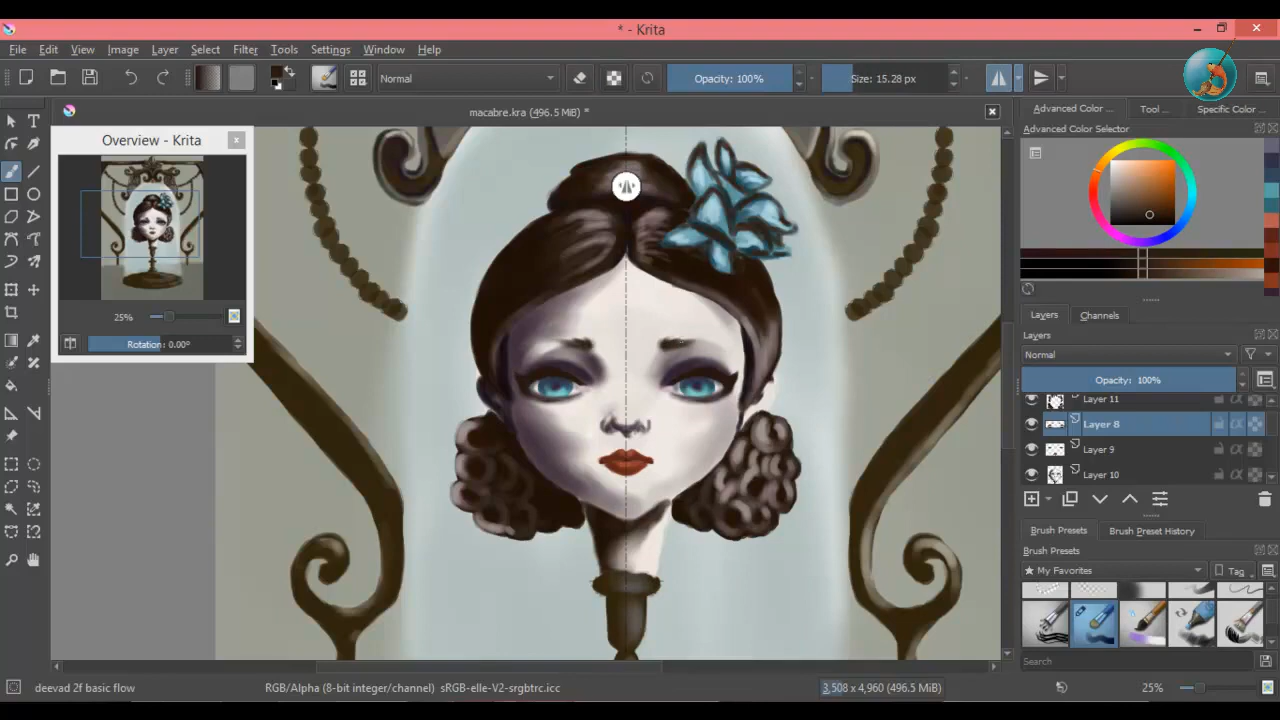 * - Krita
File Edit View Image Layer Select Filter Tools Settings Window Help
Normal Opacity: 100% Size: 15.28 px
macabre.kra (496.5 MiB) *
Advanced Color ... Tool ... Specific Color ...
Advanced Color Selector
Overview - Krita
25%
Rotation: 0.00°
Layers Channels
Layers
Normal
Opacity: 100%
Layer 11
Layer 8
Layer 9
Layer 10
Brush Presets Brush Preset History
Brush Presets
My Favorites Tag
Search
deevad 2f basic flow RGB/Alpha (8-bit integer/channel) sRGB-elle-V2-srgbtrc.icc 3,508 x 4,960 (496.5 MiB) 25%